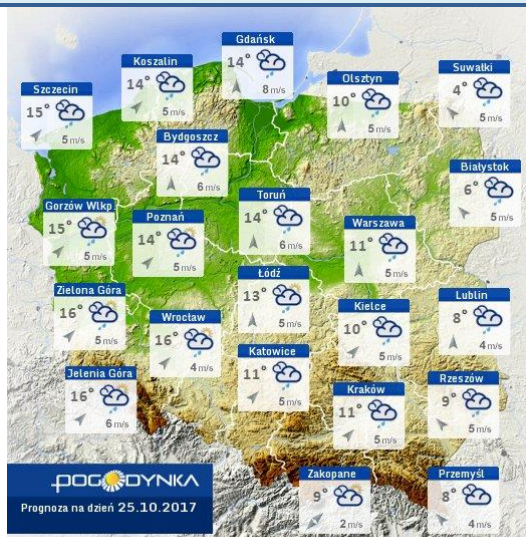 Gdańsk
14° 8 m/s
Koszalin
14° 5 m/s
Suwałki
4° 5 m/s
Olsztyn
10° 5 m/s
Szczecin
15° 5 m/s
Bydgoszcz
14° 6 m/s
Białystok
6° 5 m/s
Toruń
14° 6 m/s
Gorzów Wlkp
15° 5 m/s
Poznań
14° 5 m/s
Warszawa
11° 5 m/s
Łódź
13° 5 m/s
Zielona Góra
16° 5 m/s
Lublin
8° 4 m/s
Kielce
10° 5 m/s
Wrocław
16° 4 m/s
Katowice
11° 5 m/s
Jelenia Góra
16° 6 m/s
Rzeszów
9° 5 m/s
Kraków
11° 5 m/s
Zakopane
9° 2 m/s
Przemyśl
8° 4 m/s
POGODYNKA
Prognoza na dzień 25.10.2017